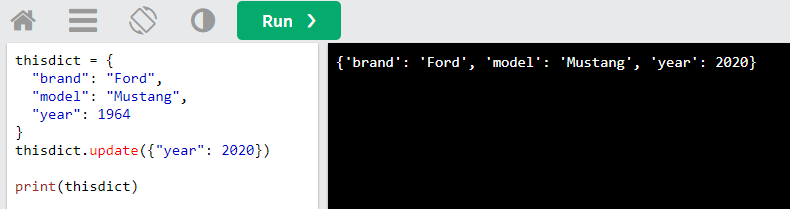 Run ❯
thisdict = {
  "brand": "Ford",
  "model": "Mustang",
  "year": 1964
}
thisdict.update({"year": 2020})
print(thisdict)
{'brand': 'Ford', 'model': 'Mustang', 'year': 2020}